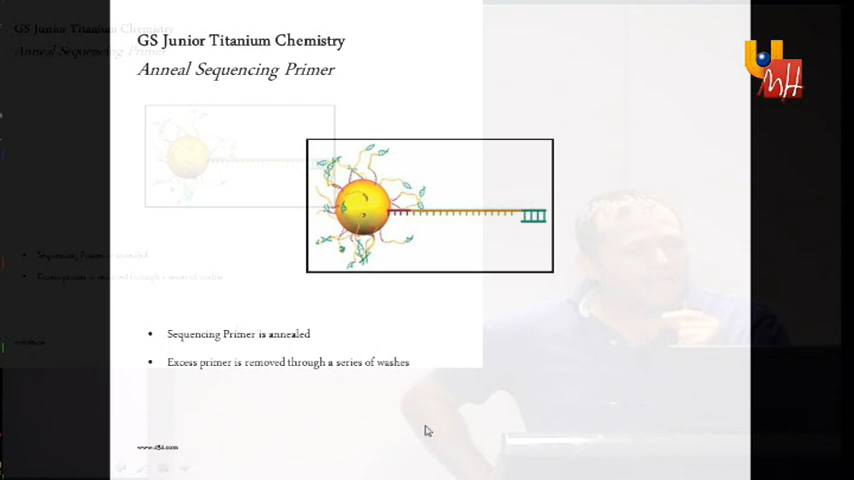 GS Junior Titanium Chemistry
Anneal Sequencing Primer
• Sequencing Primer is annealed
• Excess primer is removed through a series of washes
www.454.com
UMH
GS Junior Titanium Chemistry
Anneal Sequencing Primer
• Sequencing Primer is annealed
• Excess primer is removed through a series of washes